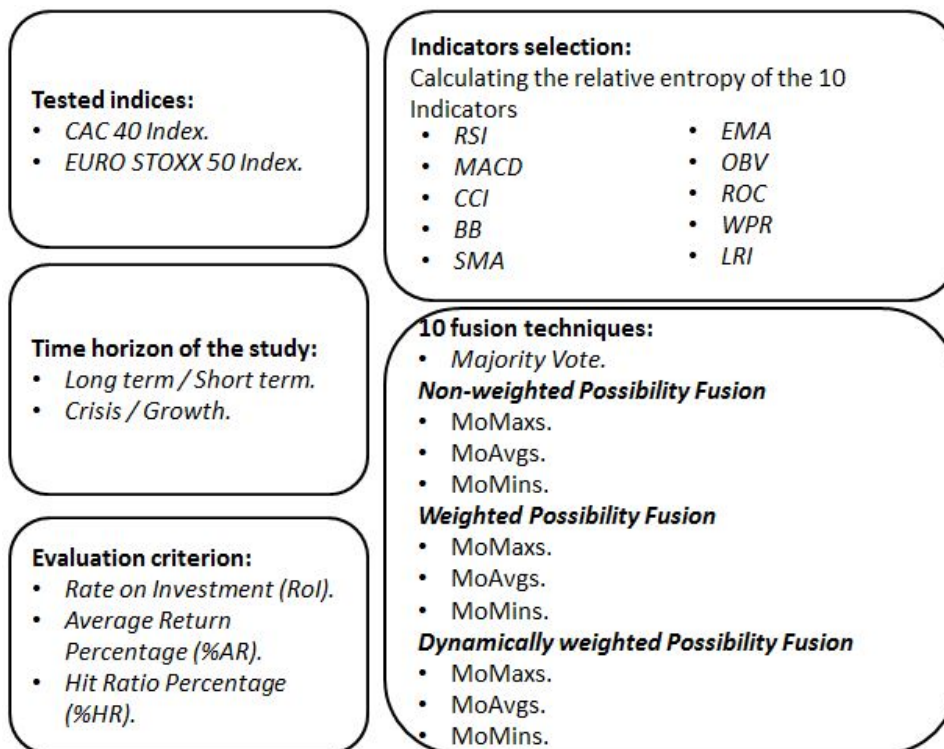 Tested indices:
• CAC 40 Index.
• EURO STOXX 50 Index.
Time horizon of the study:
• Long term / Short term.
• Crisis / Growth.
Evaluation criterion:
• Rate on Investment (RoI).
• Average Return
Percentage (%AR).
• Hit Ratio Percentage
(%HR).
Indicators selection:
Calculating the relative entropy of the 10
Indicators
• RSI
• MACD
• CCI
• BB
• SMA
• EMA
• OBV
• ROC
• WPR
• LRI
10 fusion techniques:
• Majority Vote.
Non-weighted Possibility Fusion
• MoMaxs.
• MoAvgs.
• MoMins.
Weighted Possibility Fusion
• MoMaxs.
• MoAvgs.
• MoMins.
Dynamically weighted Possibility Fusion
• MoMaxs.
• MoAvgs.
• MoMins.